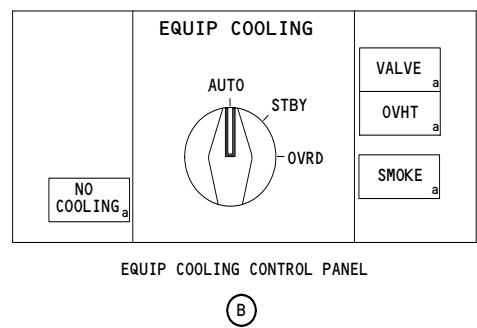 EQUIP COOLING
AUTO
STBY
OVRD
VALVE a
OVHT a
SMOKE a
NO
COOLING a
EQUIP COOLING CONTROL PANEL
B